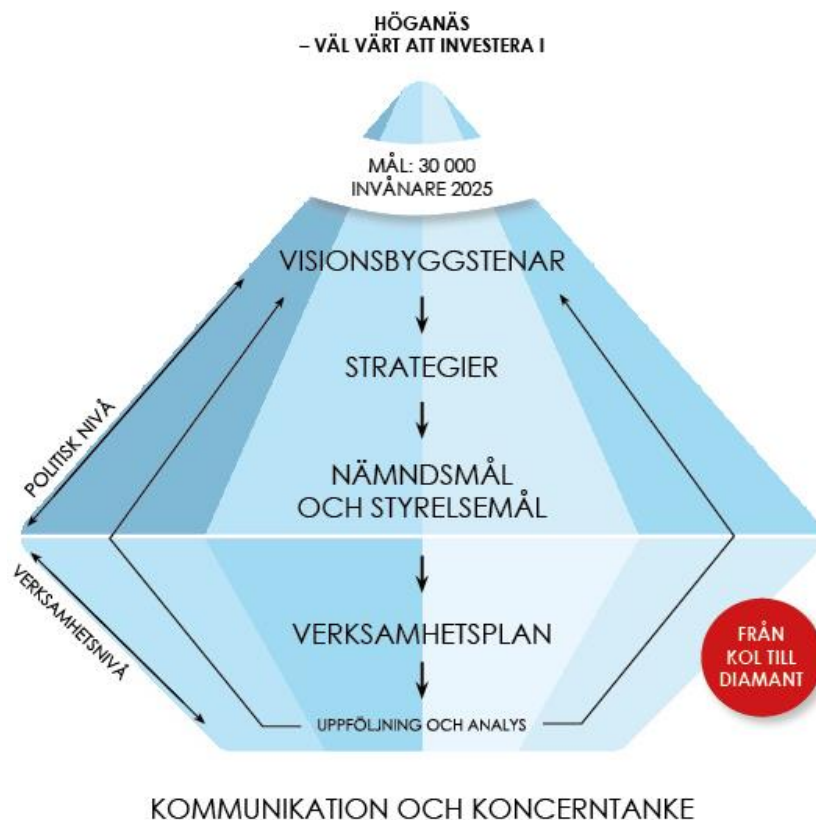 HÖGANÄS
– VÄL VÄRT ATT INVESTERA I
MÅL: 30 000
INVÅNARE 2025
VISIONSBYGGSTENAR
STRATEGIER
POLITISK NIVÅ
NÄMNDSMÅL
OCH STYRELSEMÅL
VERKSAMHETSNIVÅ
VERKSAMHETSPLAN
FRÅN
KOL TILL
DIAMANT
UPPFÖLJNING OCH ANALYS
KOMMUNIKATION OCH KONCERNTANKE